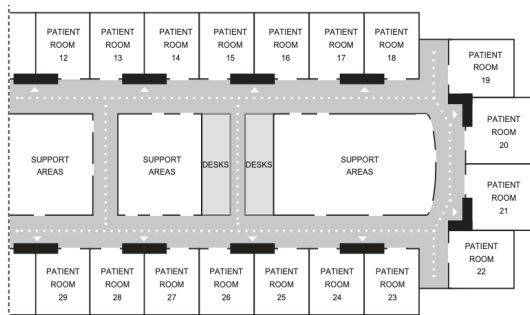 PATIENT
ROOM
12
PATIENT
ROOM
13
PATIENT
ROOM
14
PATIENT
ROOM
15
PATIENT
ROOM
16
PATIENT
ROOM
17
PATIENT
ROOM
18
PATIENT
ROOM
19
PATIENT
ROOM
20
SUPPORT
AREAS
SUPPORT
AREAS
DESKS
DESKS
SUPPORT
AREAS
PATIENT
ROOM
21
PATIENT
ROOM
22
PATIENT
ROOM
29
PATIENT
ROOM
28
PATIENT
ROOM
27
PATIENT
ROOM
26
PATIENT
ROOM
25
PATIENT
ROOM
24
PATIENT
ROOM
23